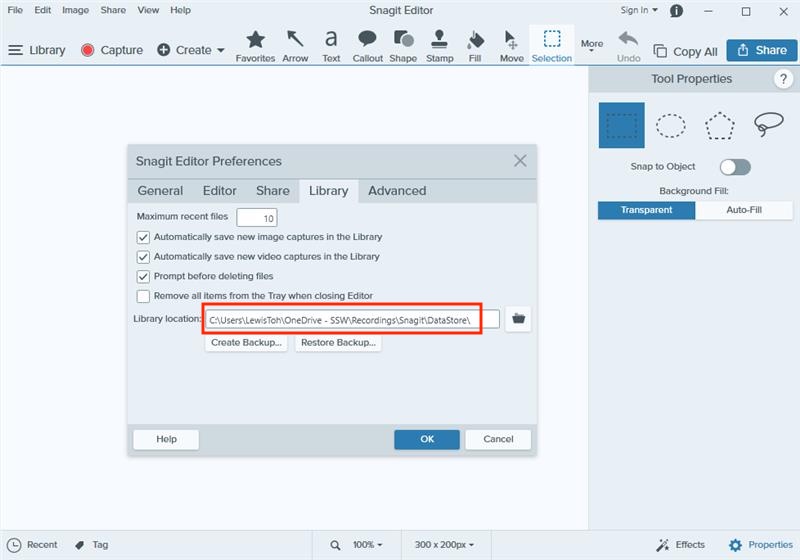 File Edit Image Share View Help Snagit Editor Sign In
Library Capture Create Favorites Arrow Text Callout Shape Stamp Fill Move Selection More Undo Copy All Share
a
Tool Properties ?
Snagit Editor Preferences
General Editor Share Library Advanced
Snap to Object
Background Fill:
Transparent Auto-Fill
Maximum recent files 10
Automatically save new image captures in the Library
Automatically save new video captures in the Library
Prompt before deleting files
Remove all items from the Tray when closing Editor
Library location: C:\Users\LewisToh\OneDrive - SSW\Recordings\Snagit\DataStore\
Create Backup... Restore Backup...
Help OK Cancel
Recent Tag 100% 300 x 200px Effects Properties